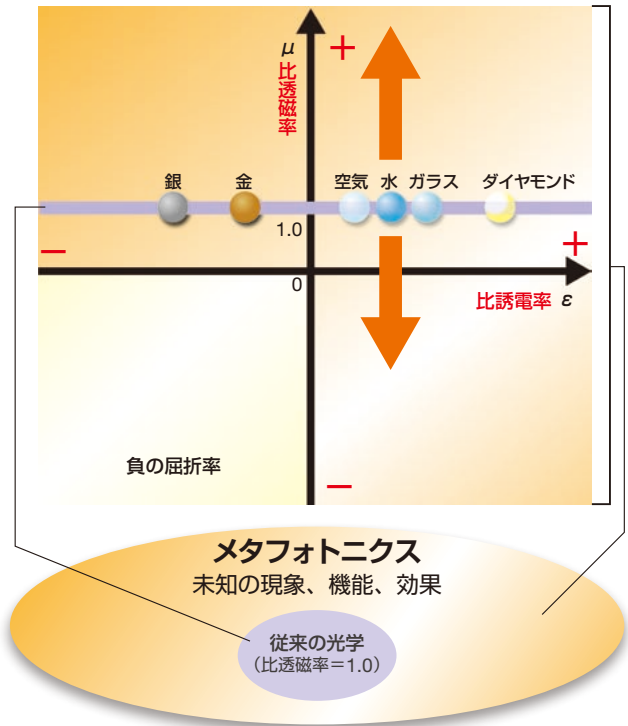 μ
比透磁率
+
銀
金
空気
水
ガラス
ダイヤモンド
1.0
−
+
0
比誘電率 ε
負の屈折率
−
メタフォトニクス
未知の現象、機能、効果
従来の光学
（比透磁率＝1.0）